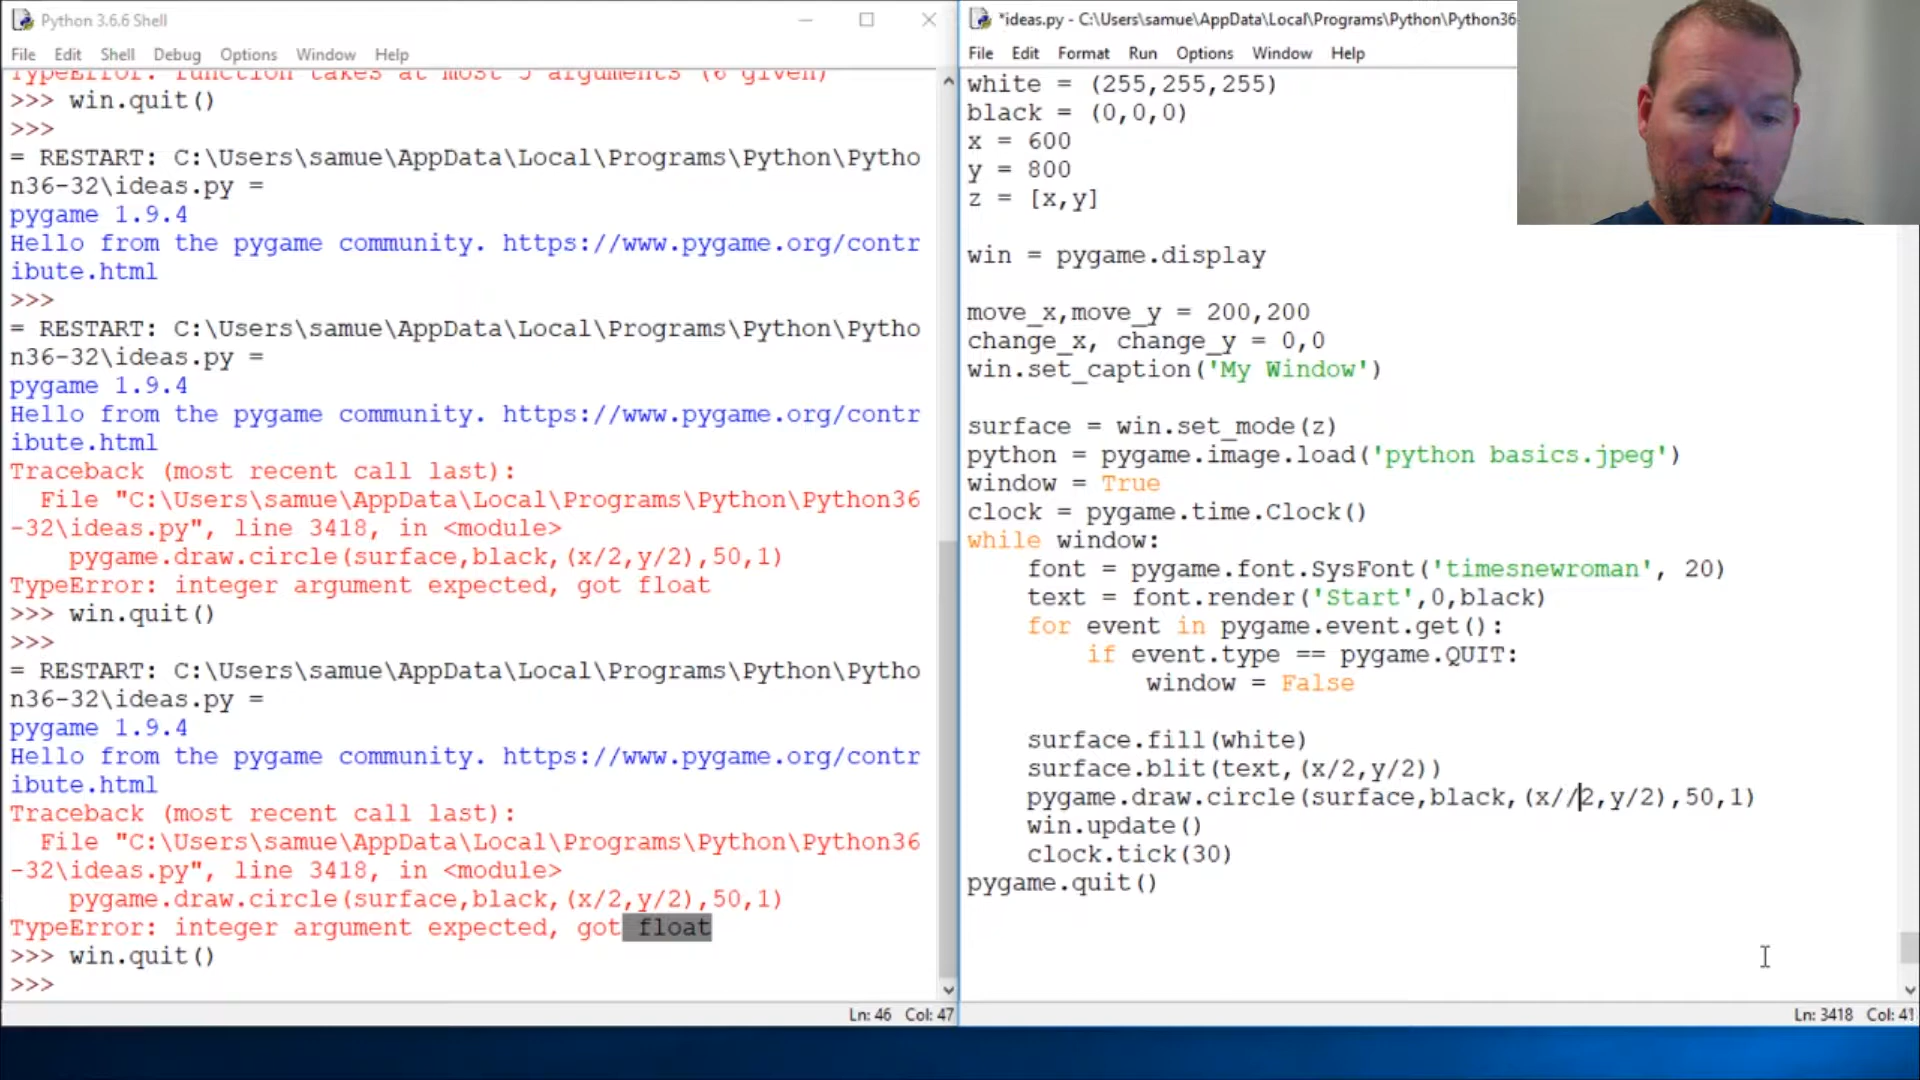 Python 3.6.6 Shell
File Edit Shell Debug Options Window Help
TypeError: function takes at most 5 arguments (6 given)
>>> win.quit()
>>>
= RESTART: C:\Users\samue\AppData\Local\Programs\Python\Pytho
n36-32\ideas.py =
pygame 1.9.4
Hello from the pygame community. https://www.pygame.org/contr
ibute.html
>>>
= RESTART: C:\Users\samue\AppData\Local\Programs\Python\Pytho
n36-32\ideas.py =
pygame 1.9.4
Hello from the pygame community. https://www.pygame.org/contr
ibute.html
Traceback (most recent call last):
  File "C:\Users\samue\AppData\Local\Programs\Python\Python36
-32\ideas.py", line 3418, in <module>
    pygame.draw.circle(surface,black,(x/2,y/2),50,1)
TypeError: integer argument expected, got float
>>> win.quit()
>>>
= RESTART: C:\Users\samue\AppData\Local\Programs\Python\Pytho
n36-32\ideas.py =
pygame 1.9.4
Hello from the pygame community. https://www.pygame.org/contr
ibute.html
Traceback (most recent call last):
  File "C:\Users\samue\AppData\Local\Programs\Python\Python36
-32\ideas.py", line 3418, in <module>
    pygame.draw.circle(surface,black,(x/2,y/2),50,1)
TypeError: integer argument expected, got float
>>> win.quit()
>>>
Ln: 46 Col: 47
*ideas.py - C:\Users\samue\AppData\Local\Programs\Python\Python36-
File Edit Format Run Options Window Help
white = (255,255,255)
black = (0,0,0)
x = 600
y = 800
z = [x,y]
win = pygame.display
move_x,move_y = 200,200
change_x, change_y = 0,0
win.set_caption('My Window')
surface = win.set_mode(z)
python = pygame.image.load('python basics.jpeg')
window = True
clock = pygame.time.Clock()
while window:
    font = pygame.font.SysFont('timesnewroman', 20)
    text = font.render('Start',0,black)
    for event in pygame.event.get():
        if event.type == pygame.QUIT:
            window = False
    surface.fill(white)
    surface.blit(text,(x/2,y/2))
    pygame.draw.circle(surface,black,(x//2,y/2),50,1)
    win.update()
    clock.tick(30)
pygame.quit()
Ln: 3418 Col: 41